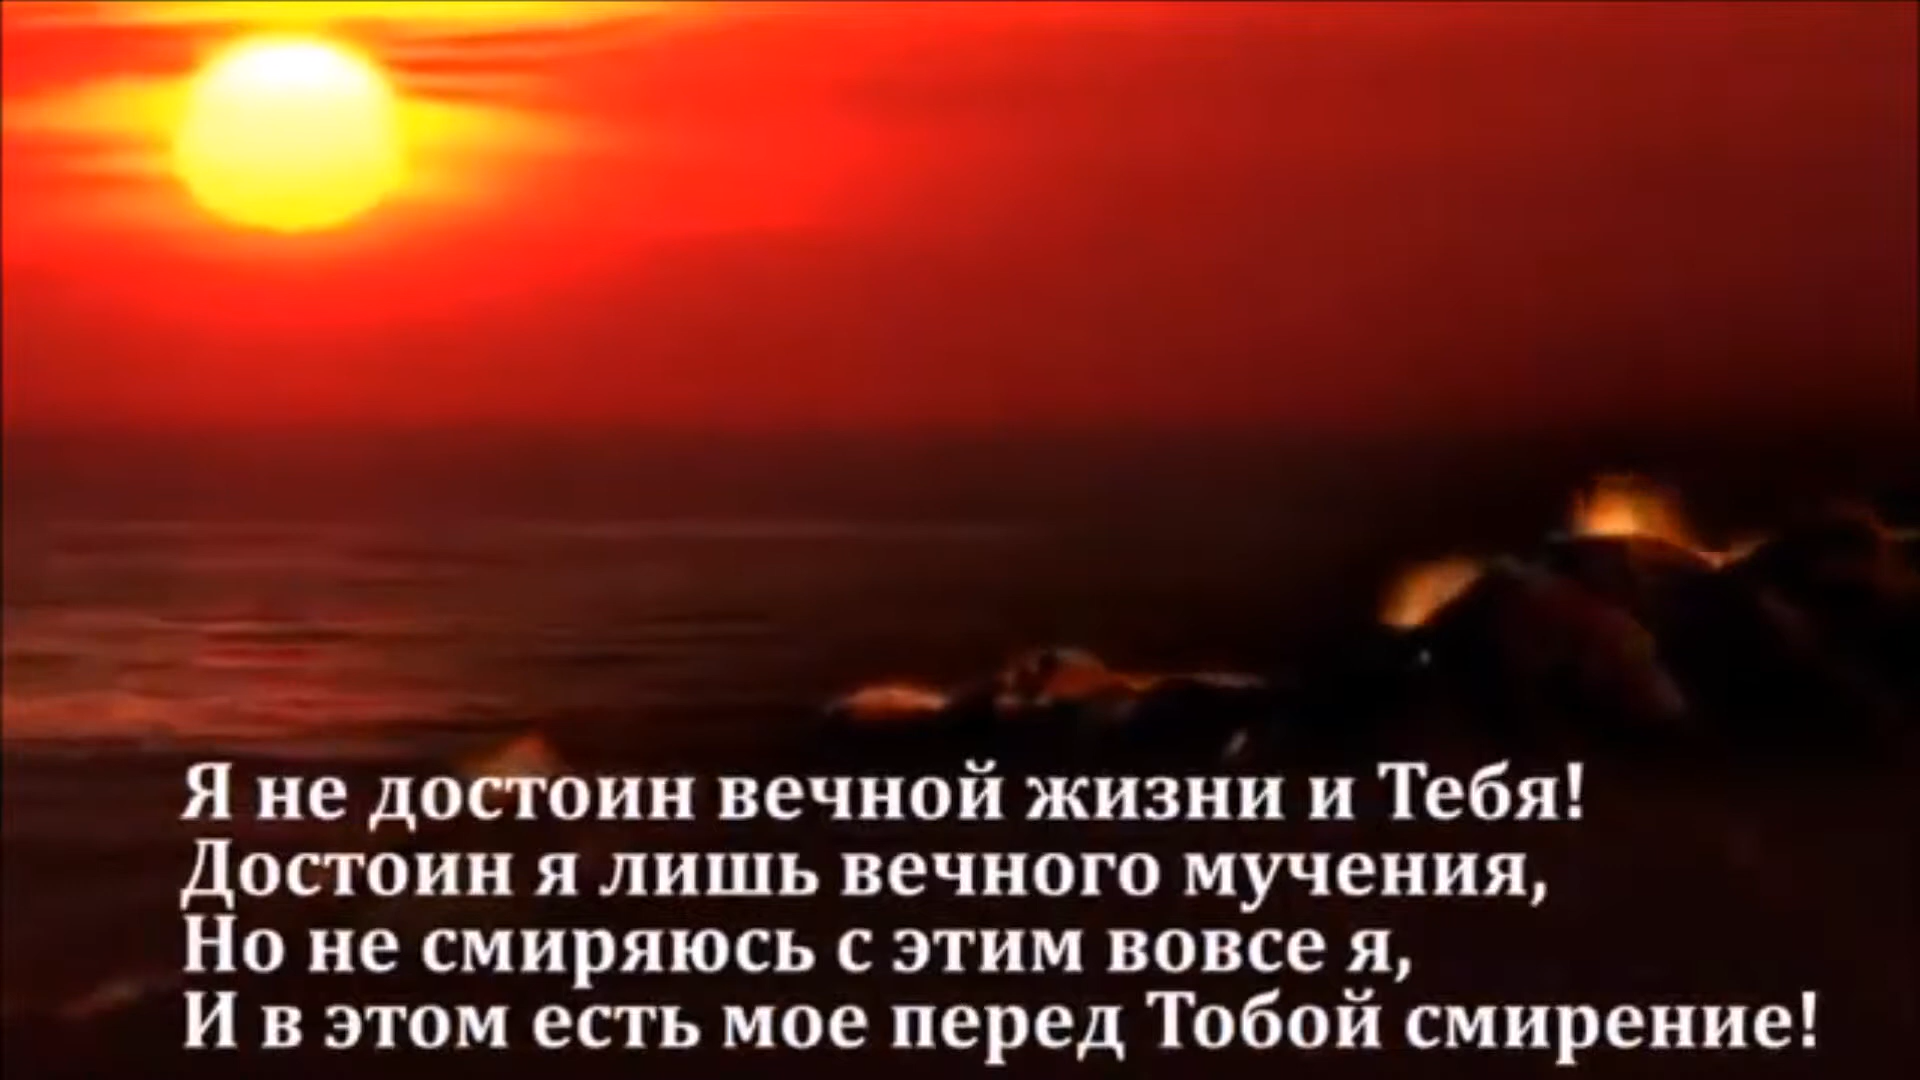 Я не достоин вечной жизни и Тебя!
Достоин я лишь вечного мучения,
Но не смиряюсь с этим вовсе я,
И в этом есть мое перед Тобой смирение!